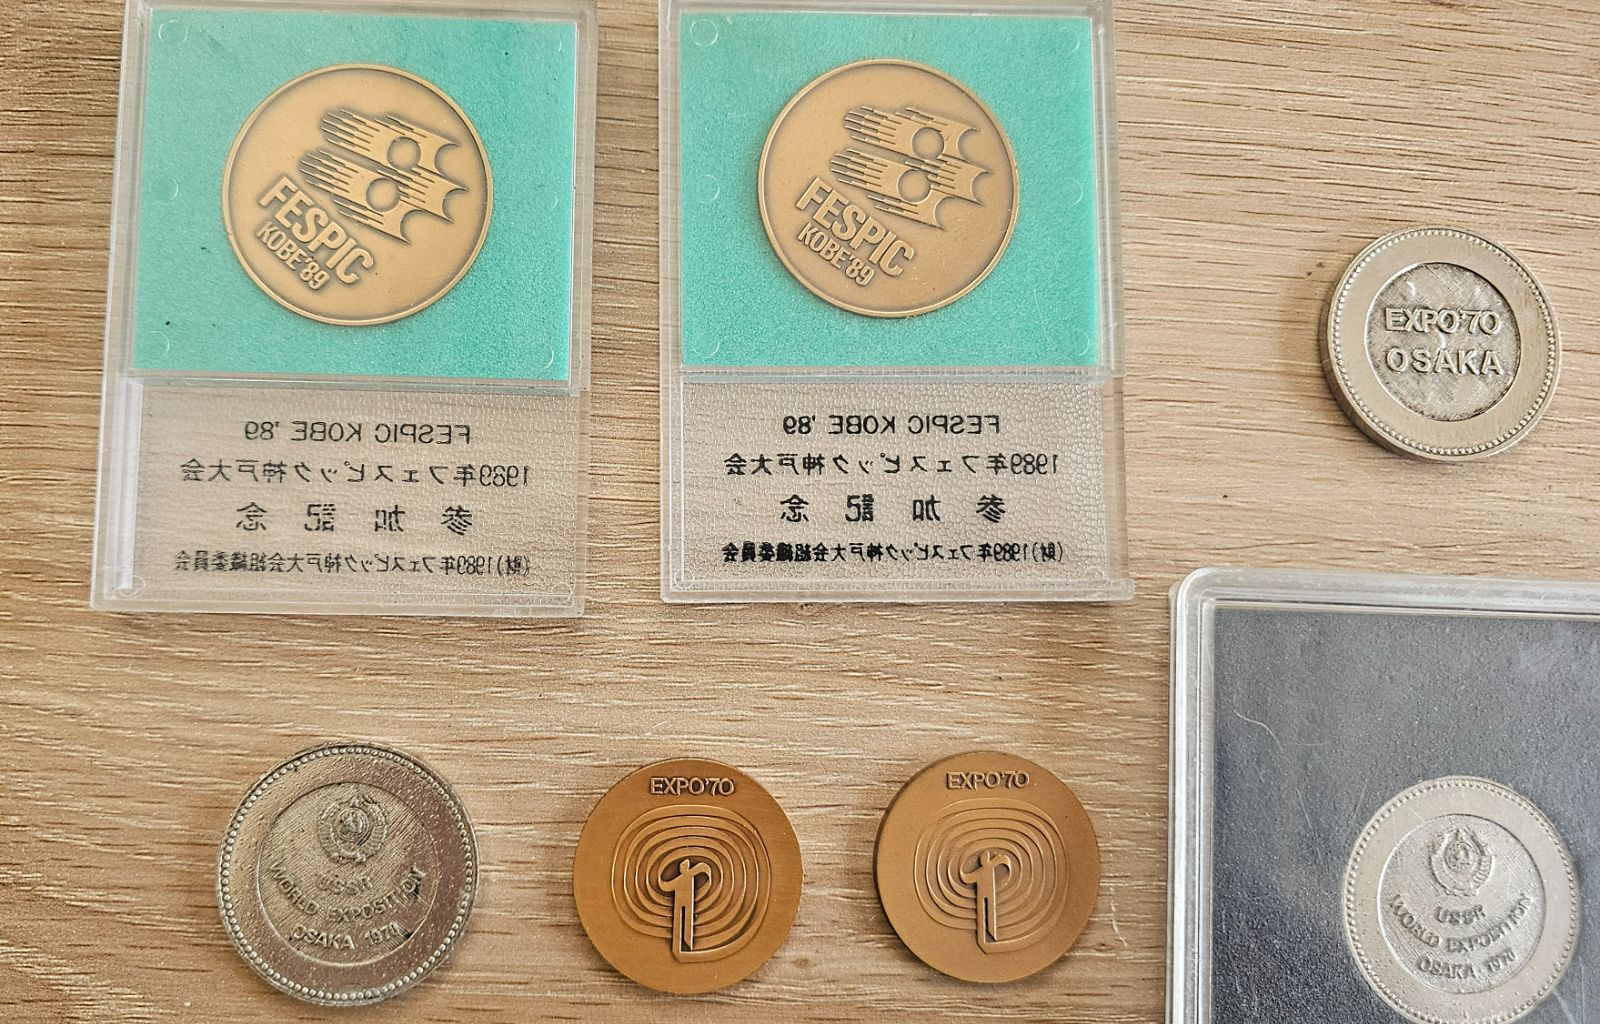 FESPIC
KOBE '89
FESPIC KOBE '89
1989年フェスピック神戸大会
参加記念
(財)1989年フェスピック神戸大会組織委員会
FESPIC
KOBE '89
FESPIC KOBE '89
1989年フェスピック神戸大会
参加記念
(財)1989年フェスピック神戸大会組織委員会
EXPO'70
OSAKA
USSR
WORLD EXPOSITION
OSAKA 1970
EXPO'70
EXPO'70
USSR
WORLD EXPOSITION
OSAKA 1970